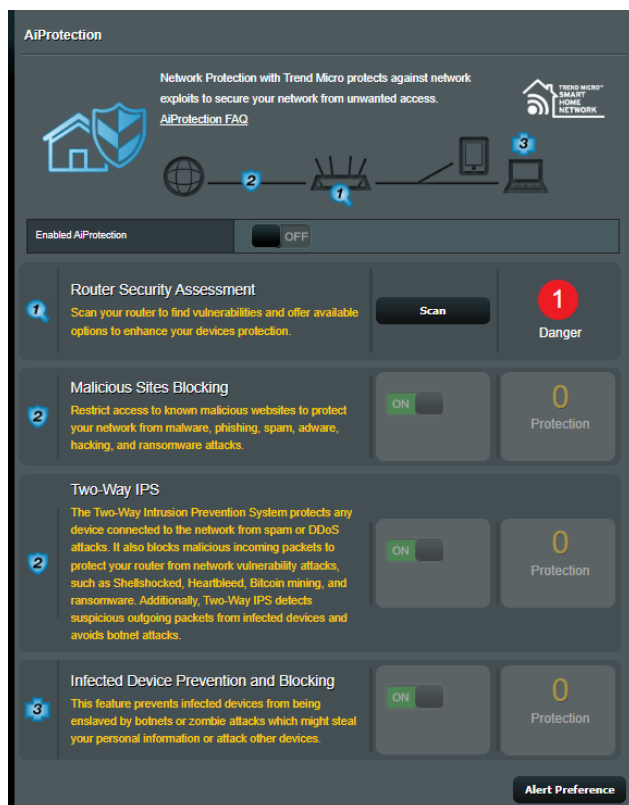 AiProtection
Network Protection with Trend Micro protects against network
exploits to secure your network from unwanted access.
AiProtection FAQ
TREND MICRO™
SMART
HOME
NETWORK
3
2
1
Enabled AiProtection
OFF
1
Router Security Assessment
Scan your router to find vulnerabilities and offer available
options to enhance your devices protection.
Scan
1
Danger
2
Malicious Sites Blocking
Restrict access to known malicious websites to protect
your network from malware, phishing, spam, adware,
hacking, and ransomware attacks.
ON
0
Protection
2
Two-Way IPS
The Two-Way Intrusion Prevention System protects any
device connected to the network from spam or DDoS
attacks. It also blocks malicious incoming packets to
protect your router from network vulnerability attacks,
such as Shellshocked, Heartbleed, Bitcoin mining, and
ransomware. Additionally, Two-Way IPS detects
suspicious outgoing packets from infected devices and
avoids botnet attacks.
ON
0
Protection
3
Infected Device Prevention and Blocking
This feature prevents infected devices from being
enslaved by botnets or zombie attacks which might steal
your personal information or attack other devices.
ON
0
Protection
Alert Preference